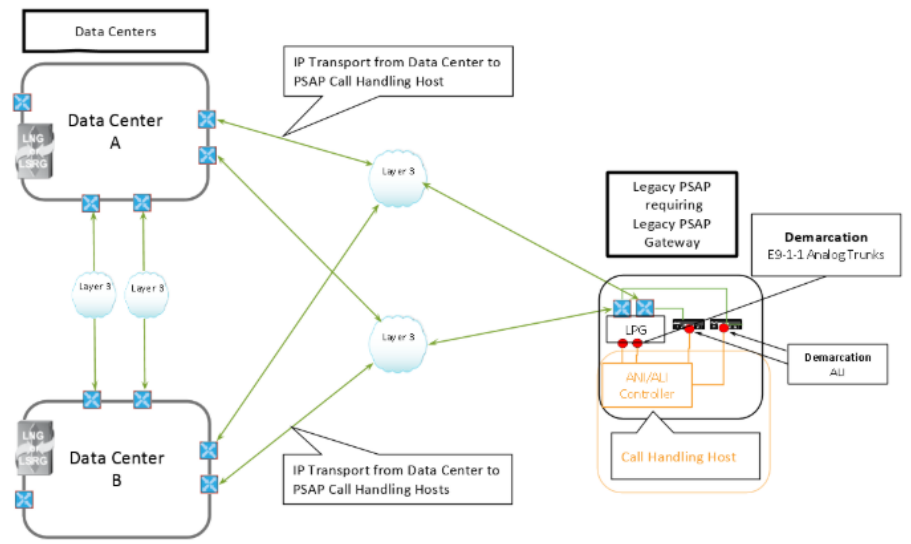 Data Centers
IP Transport from Data Center to
PSAP Call Handling Host
Data Center
A
LNG
LSRG
Layer 3
Legacy PSAP
requiring
Legacy PSAP
Gateway
Demarcation
E9-1-1 Analog Trunks
Layer 3
Layer 3
LPG
Layer 3
Demarcation
ALI
ANI/ALI
Controller
Call Handling Host
LNG
LSRG
Data Center
B
IP Transport from Data Center to
PSAP Call Handling Hosts